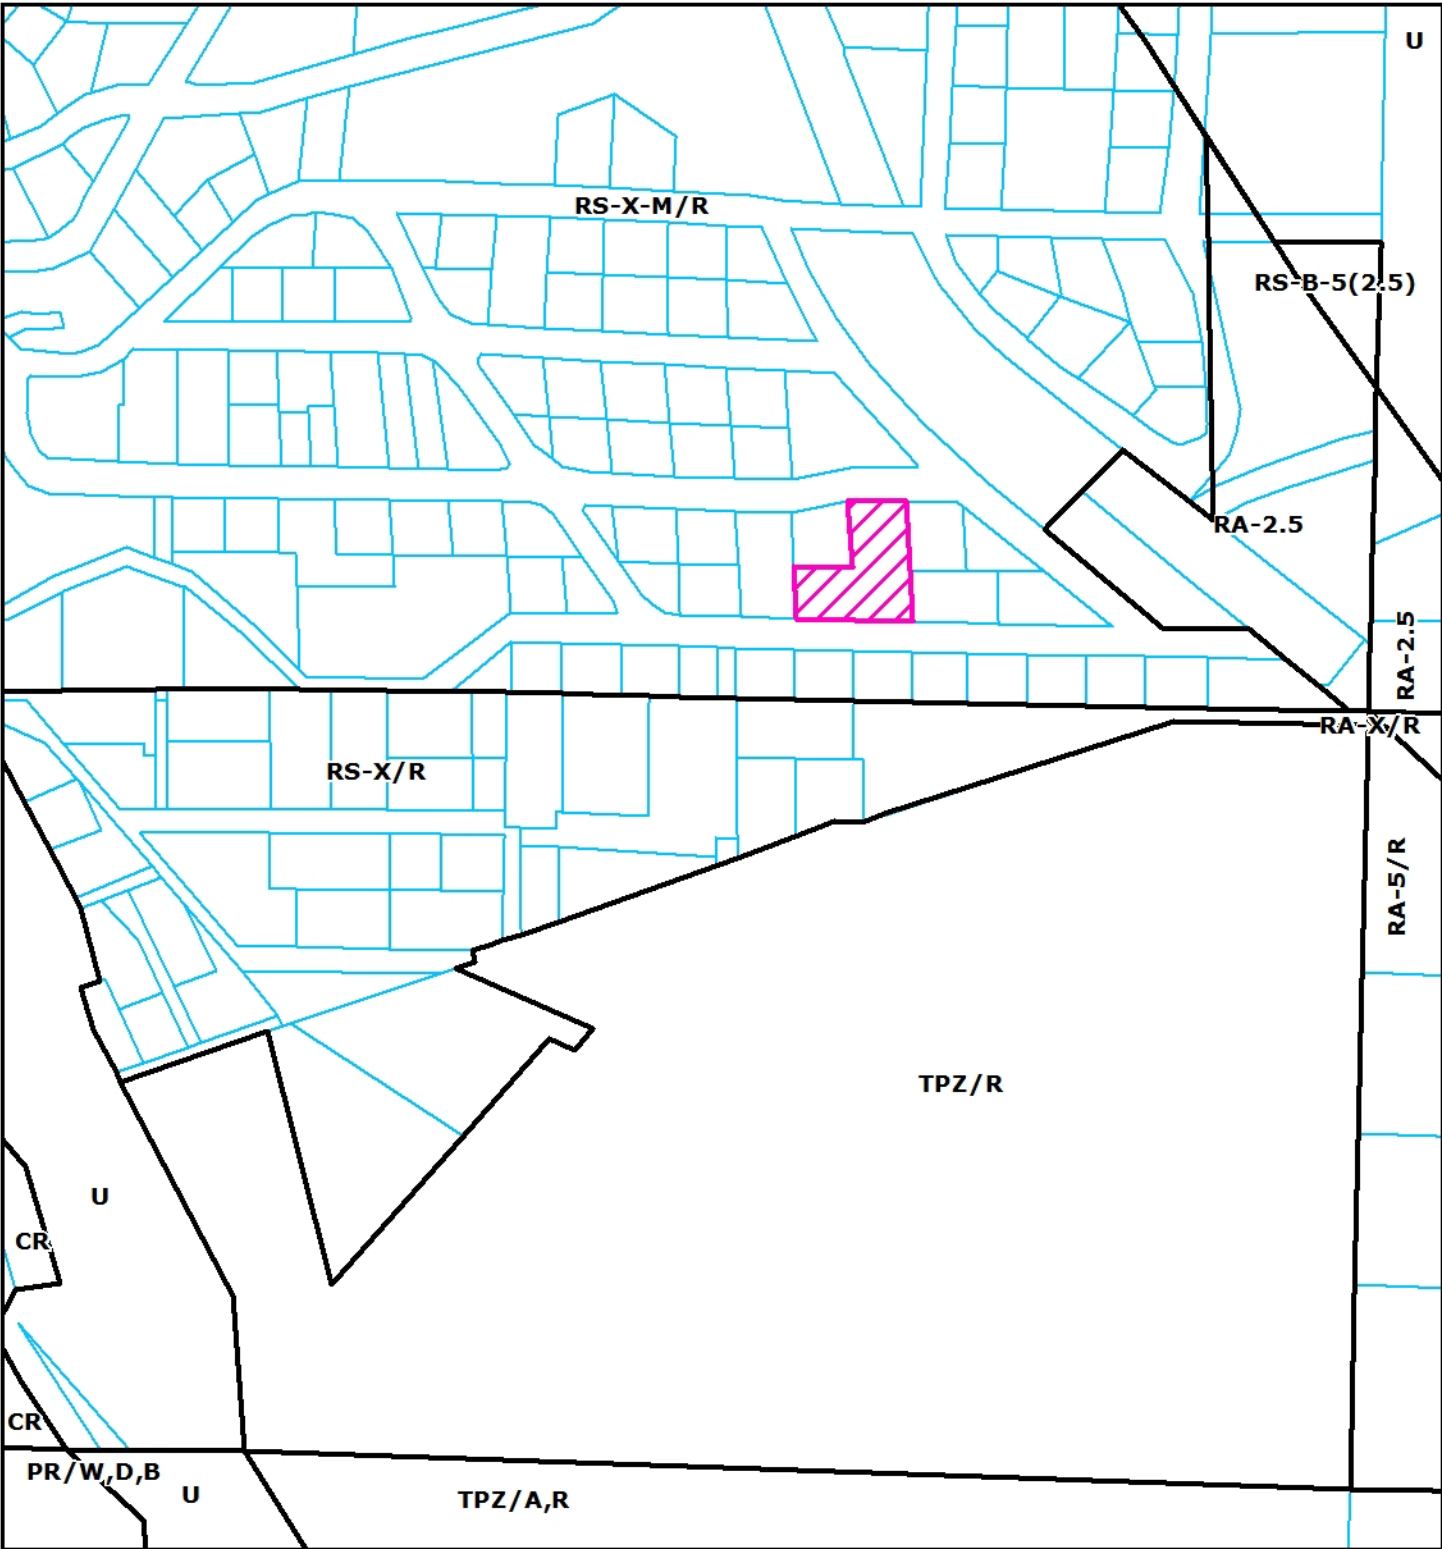 U
RS-X-M/R
RS-B-5(2.5)
RA-2.5
RA-2.5
RA-X/R
RS-X/R
RA-5/R
TPZ/R
U
CR
CR
PR/W,D,B
U
TPZ/A,R